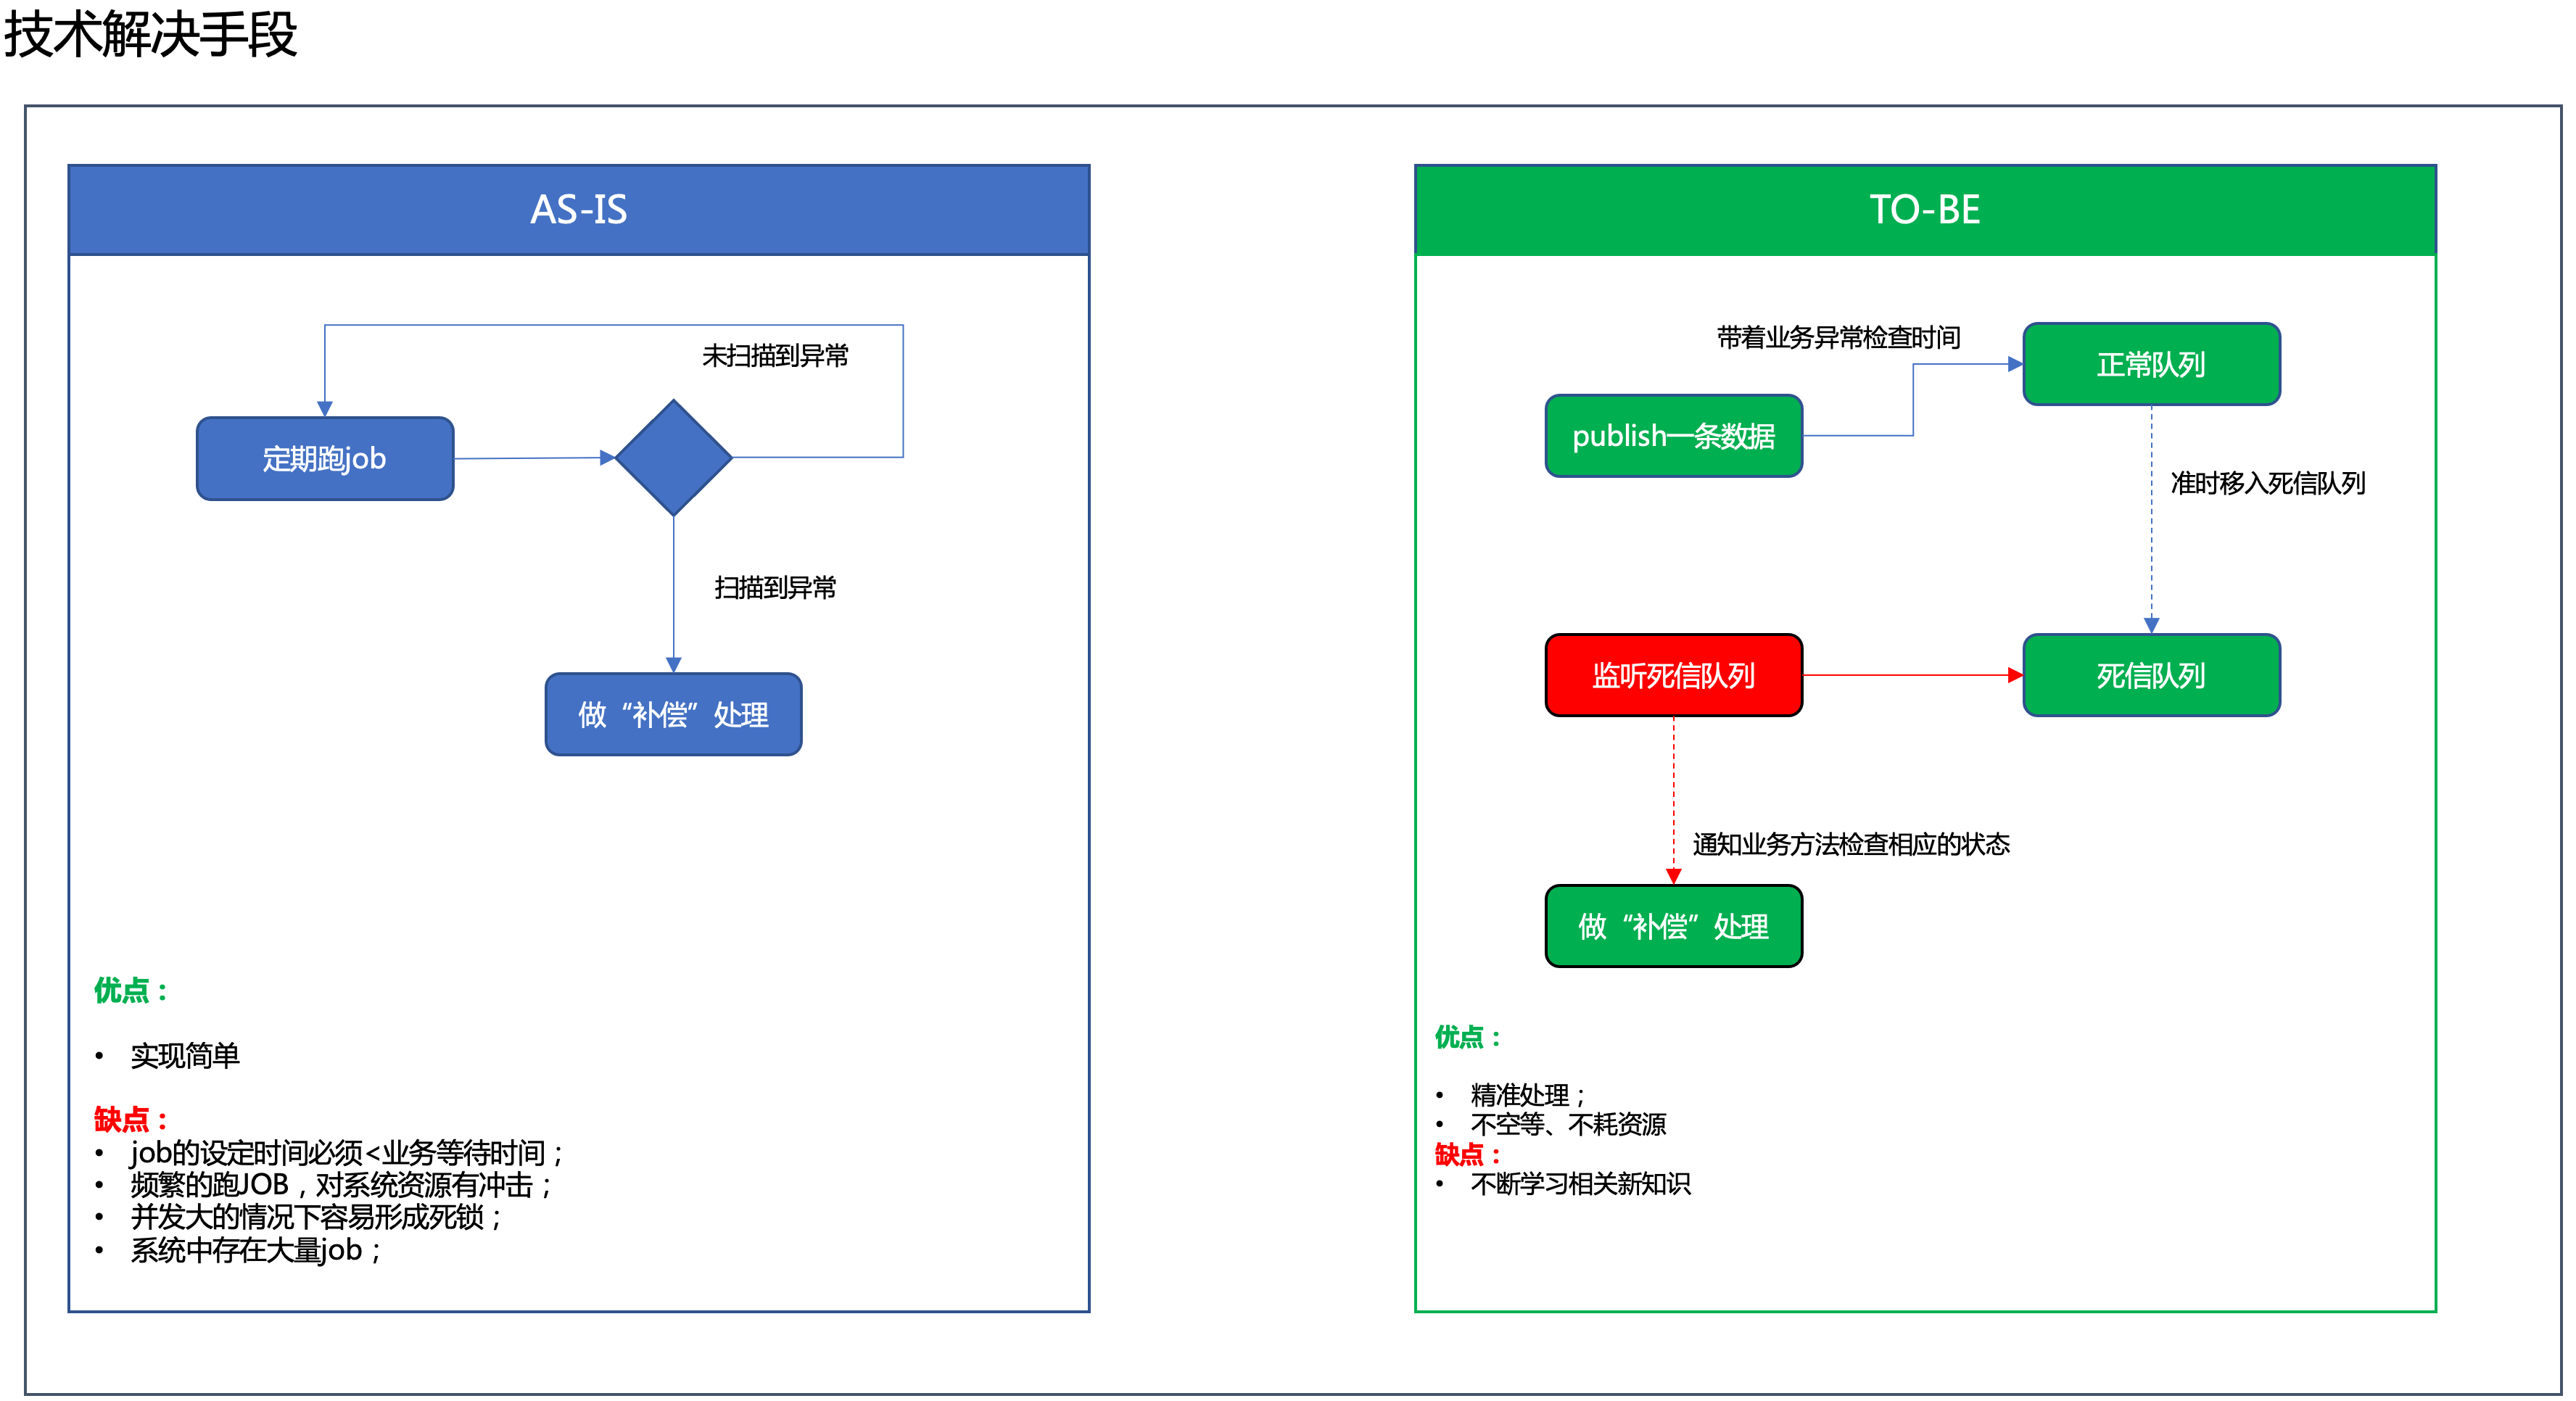 技术解决手段
AS-IS
未扫描到异常
定期跑job
扫描到异常
做“补偿”处理
优点：
• 实现简单
缺点：
• job的设定时间必须<业务等待时间；
• 频繁的跑JOB，对系统资源有冲击；
• 并发大的情况下容易形成死锁；
• 系统中存在大量job；
TO-BE
带着业务异常检查时间
正常队列
publish一条数据
准时移入死信队列
监听死信队列
死信队列
通知业务方法检查相应的状态
做“补偿”处理
优点：
• 精准处理；
• 不空等、不耗资源
缺点：
• 不断学习相关新知识